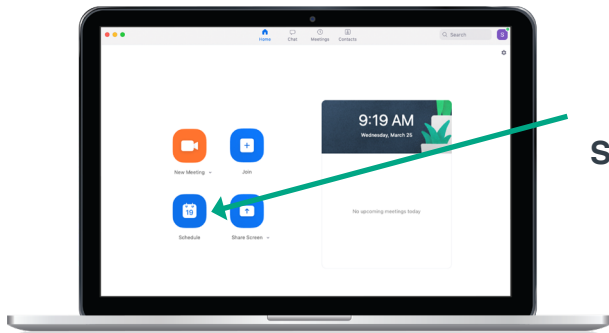 Home Chat Meetings Contacts
Search
S
9:19 AM
Wednesday, March 25
New Meeting
Join
19
Schedule
Share Screen
No upcoming meetings today
S